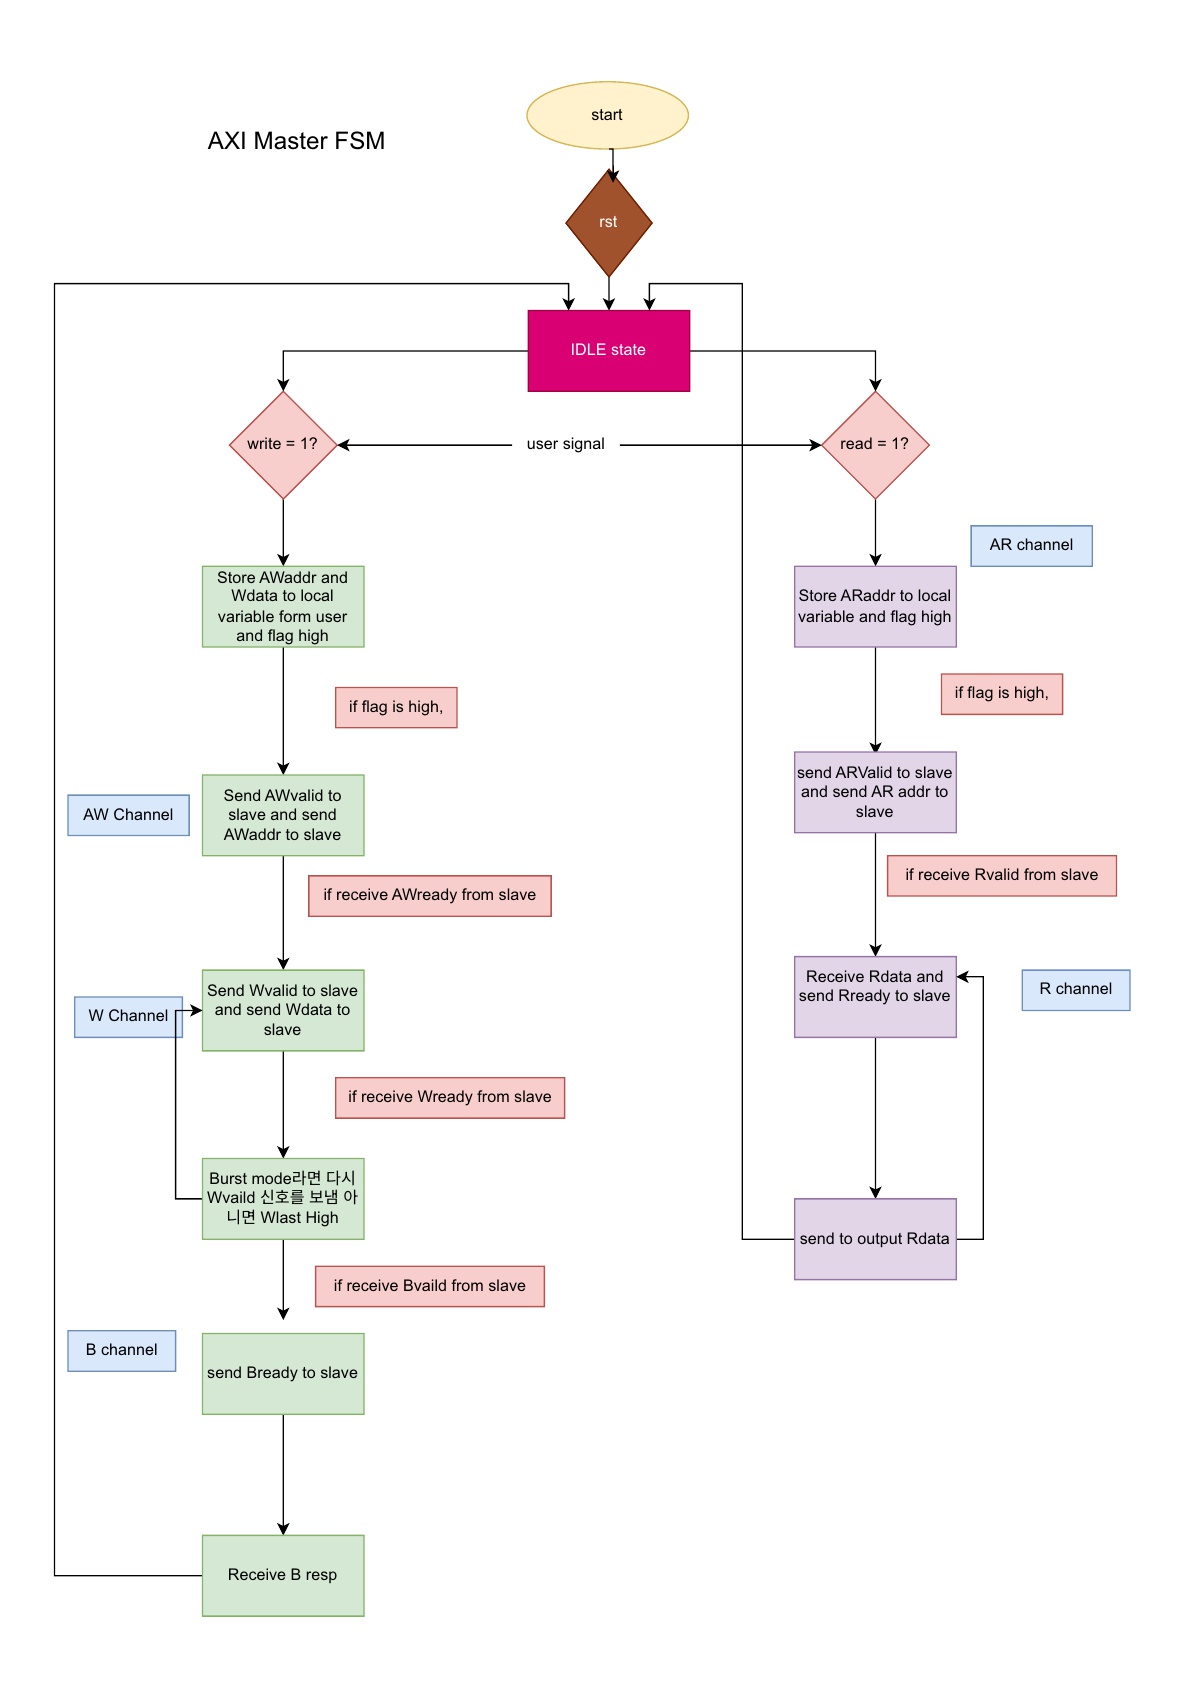 start
AXI Master FSM
rst
IDLE state
write = 1?
user signal
read = 1?
AR channel
Store AWaddr and
Wdata to local
variable form user
and flag high
Store ARaddr to local
variable and flag high
if flag is high,
if flag is high,
AW Channel
Send AWvalid to
slave and send
AWaddr to slave
send ARValid to slave
and send AR addr to
slave
if receive AWready from slave
if receive Rvalid from slave
W Channel
Send Wvalid to slave
and send Wdata to
slave
Receive Rdata and
send Rready to slave
R channel
if receive Wready from slave
Burst mode라면 다시
Wvaild 신호를 보냄 아
니면 Wlast High
send to output Rdata
if receive Bvaild from slave
B channel
send Bready to slave
Receive B resp